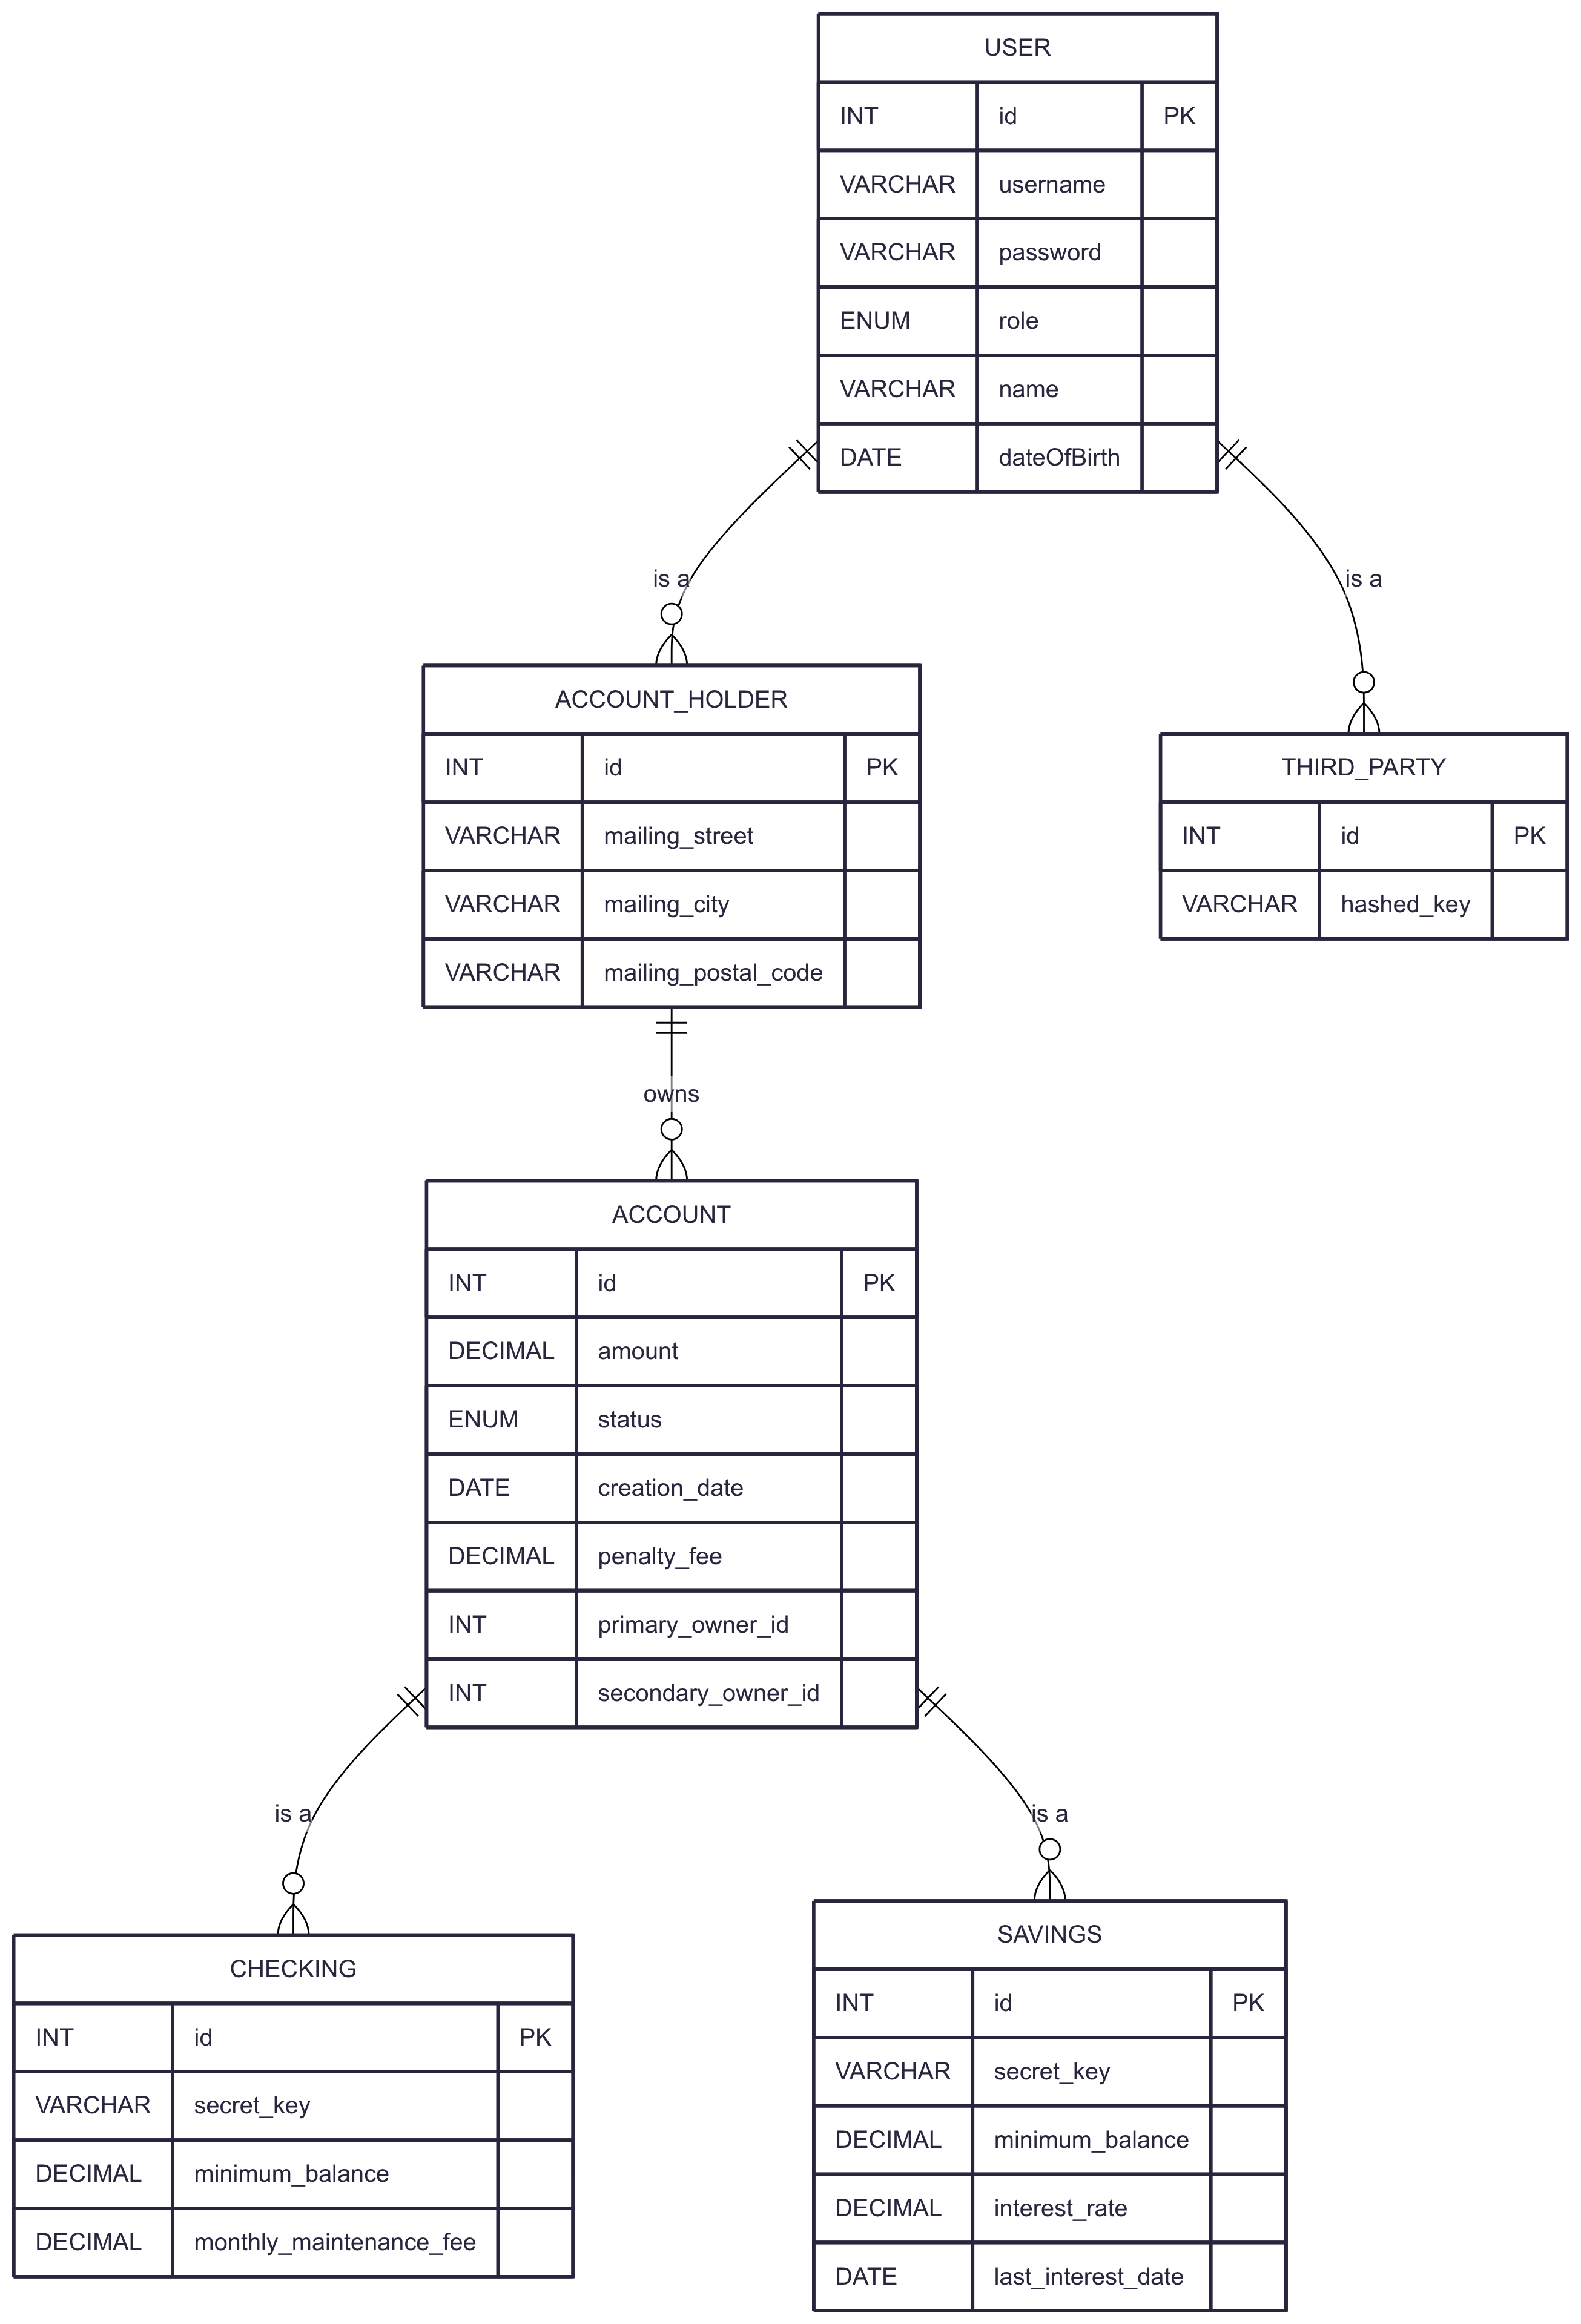 USER
INT id PK
VARCHAR username
VARCHAR password
ENUM role
VARCHAR name
DATE dateOfBirth
is a
is a
ACCOUNT_HOLDER
INT id PK
VARCHAR mailing_street
VARCHAR mailing_city
VARCHAR mailing_postal_code
THIRD_PARTY
INT id PK
VARCHAR hashed_key
owns
ACCOUNT
INT id PK
DECIMAL amount
ENUM status
DATE creation_date
DECIMAL penalty_fee
INT primary_owner_id
INT secondary_owner_id
is a
is a
CHECKING
INT id PK
VARCHAR secret_key
DECIMAL minimum_balance
DECIMAL monthly_maintenance_fee
SAVINGS
INT id PK
VARCHAR secret_key
DECIMAL minimum_balance
DECIMAL interest_rate
DATE last_interest_date